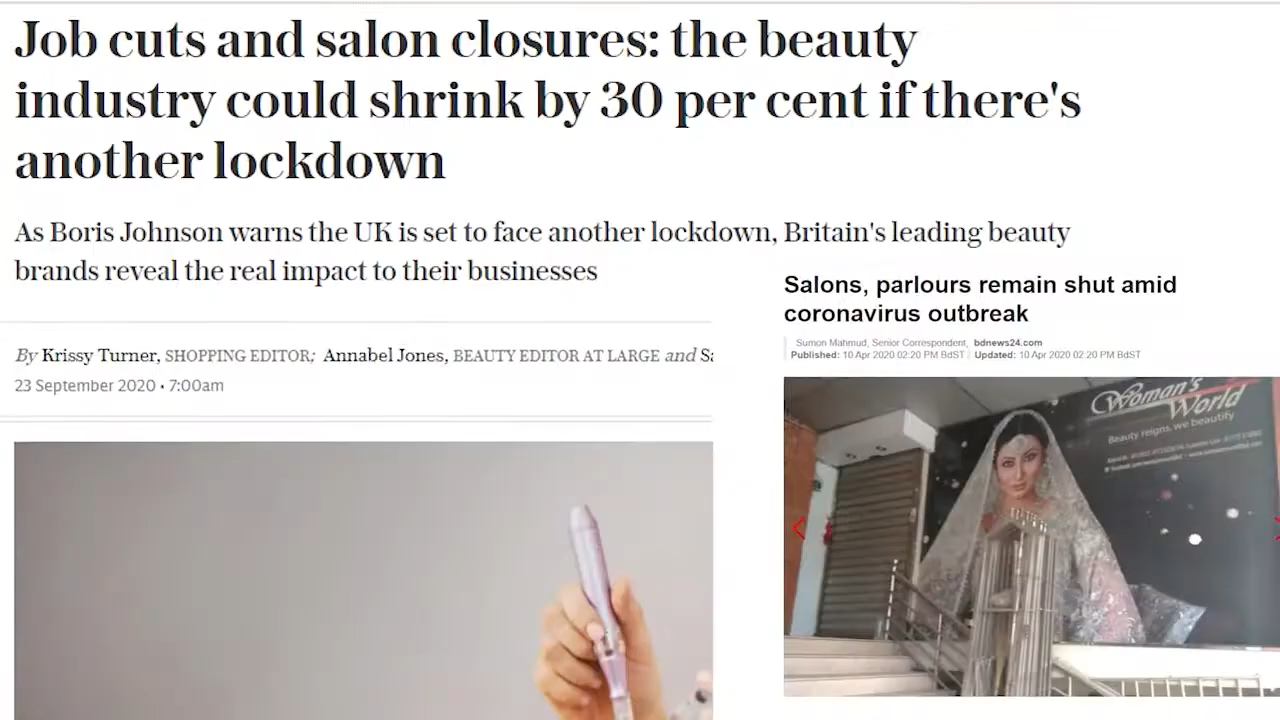 Job cuts and salon closures: the beauty
industry could shrink by 30 per cent if there's
another lockdown
As Boris Johnson warns the UK is set to face another lockdown, Britain's leading beauty
brands reveal the real impact to their businesses
By Krissy Turner, SHOPPING EDITOR; Annabel Jones, BEAUTY EDITOR AT LARGE and
23 September 2020 • 7:00am
Salons, parlours remain shut amid
coronavirus outbreak
Sumon Mahmud, Senior Correspondent, bdnews24.com
Published: 10 Apr 2020 02:20 PM BdST Updated: 10 Apr 2020 02:20 PM BdST
Woman's
World
Beauty reigns, we beautify